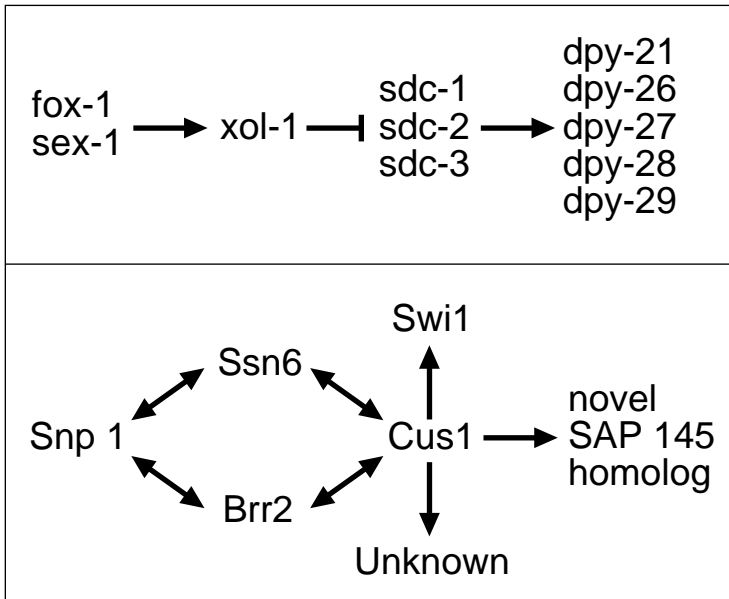 fox-1
sex-1
xol-1
sdc-1
sdc-2
sdc-3
dpy-21
dpy-26
dpy-27
dpy-28
dpy-29
Swi1
Ssn6
Snp 1
Cus1
novel
SAP 145
homolog
Brr2
Unknown